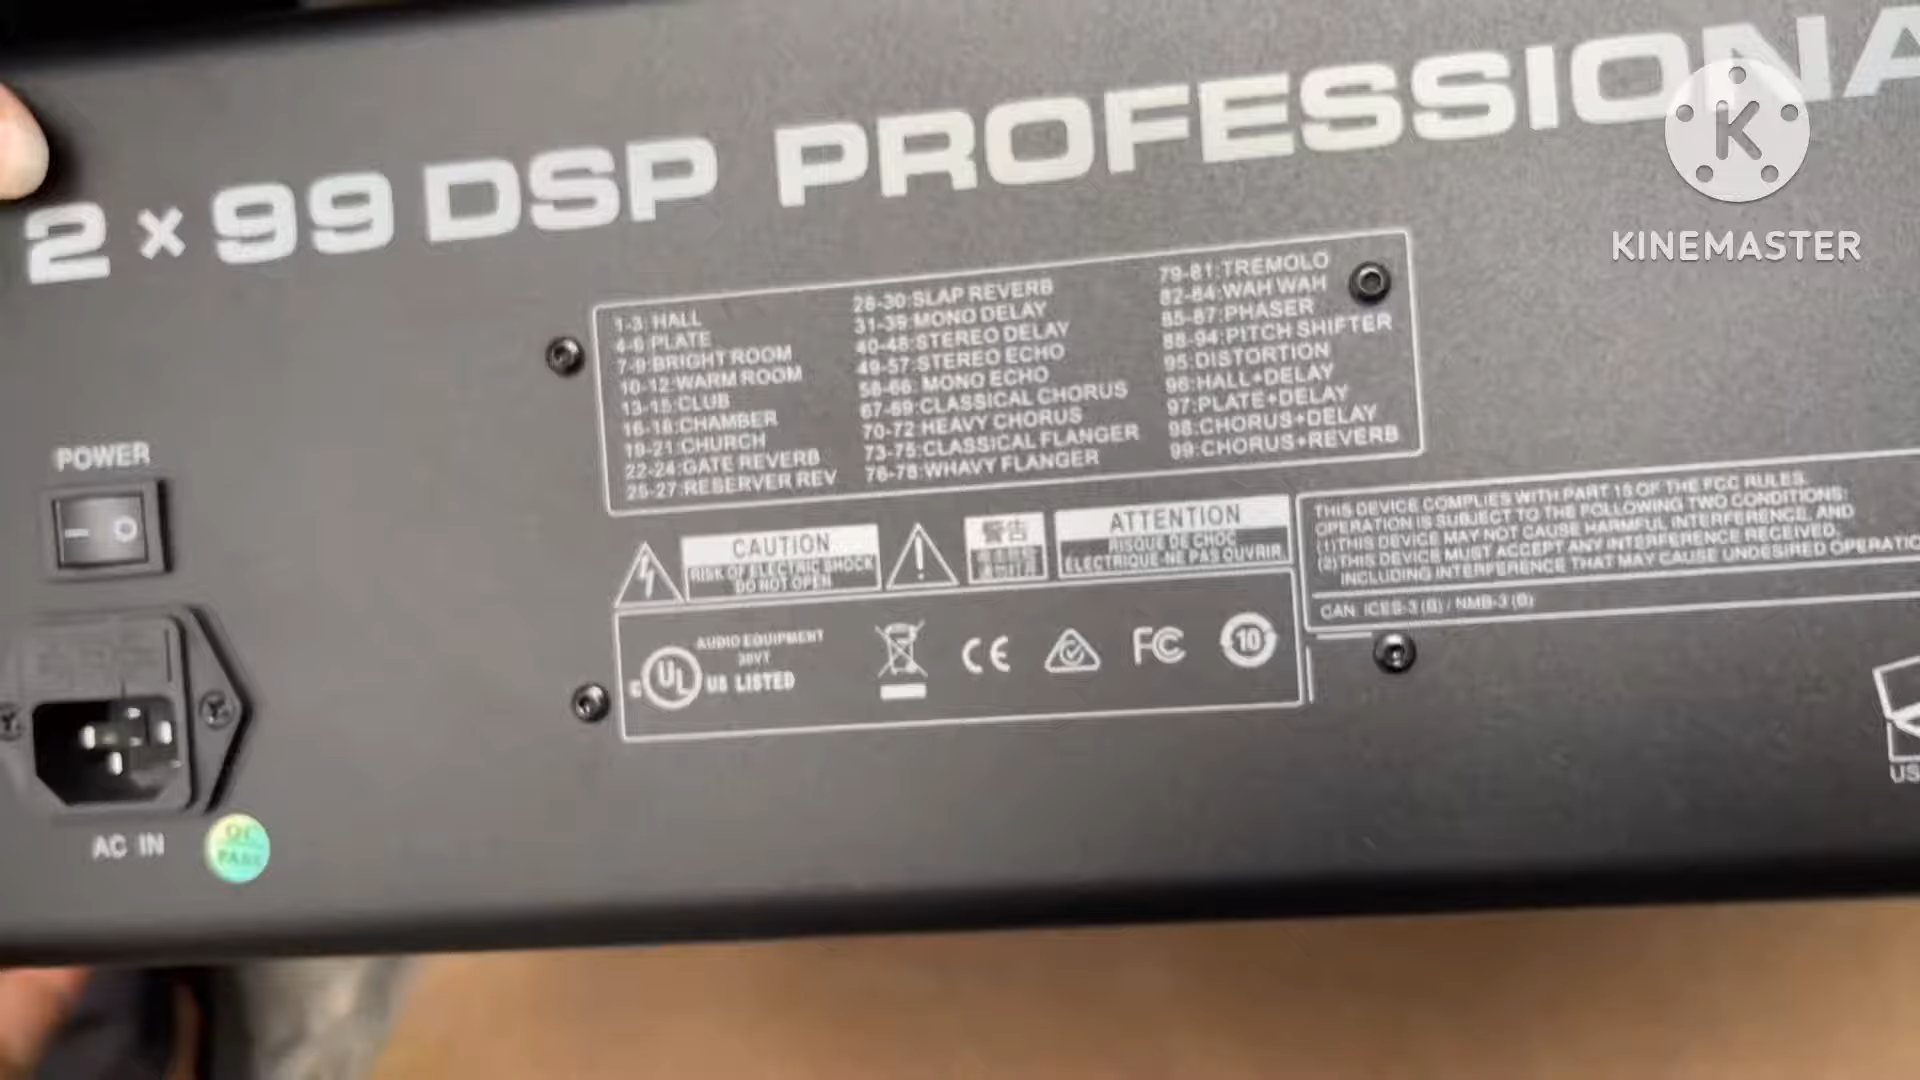 2×99 DSP PROFESSIONA
KINEMASTER
1-3:HALL
4-6:PLATE
7-9:BRIGHT ROOM
10-12:WARM ROOM
13-15:CLUB
16-18:CHAMBER
19-21:CHURCH
22-24:GATE REVERB
25-27:RESERVER REV
28-30:SLAP REVERB
31-39:MONO DELAY
40-48:STEREO DELAY
49-57:STEREO ECHO
58-66: MONO ECHO
67-69:CLASSICAL CHORUS
70-72:HEAVY CHORUS
73-75:CLASSICAL FLANGER
76-78:WHAVY FLANGER
79-81:TREMOLO
82-84:WAH WAH
85-87:PHASER
88-94:PITCH SHIFTER
95:DISTORTION
96:HALL+DELAY
97:PLATE+DELAY
98:CHORUS+DELAY
99:CHORUS+REVERB
POWER
CAUTION
RISK OF ELECTRIC SHOCK
DO NOT OPEN
警告
ATTENTION
RISQUE DE CHOC
ELECTRIQUE-NE PAS OUVRIR
THIS DEVICE COMPLIES WITH PART 15 OF THE FCC RULES.
OPERATION IS SUBJECT TO THE FOLLOWING TWO CONDITIONS:
(1)THIS DEVICE MAY NOT CAUSE HARMFUL INTERFERENCE, AND
(2)THIS DEVICE MUST ACCEPT ANY INTERFERENCE RECEIVED,
INCLUDING INTERFERENCE THAT MAY CAUSE UNDESIRED OPERATIO
CAN ICES-3 (B) / NMB-3 (B)
AUDIO EQUIPMENT
38VT
c UL US LISTED
CE
FC
10
AC IN
QC
PASS
US